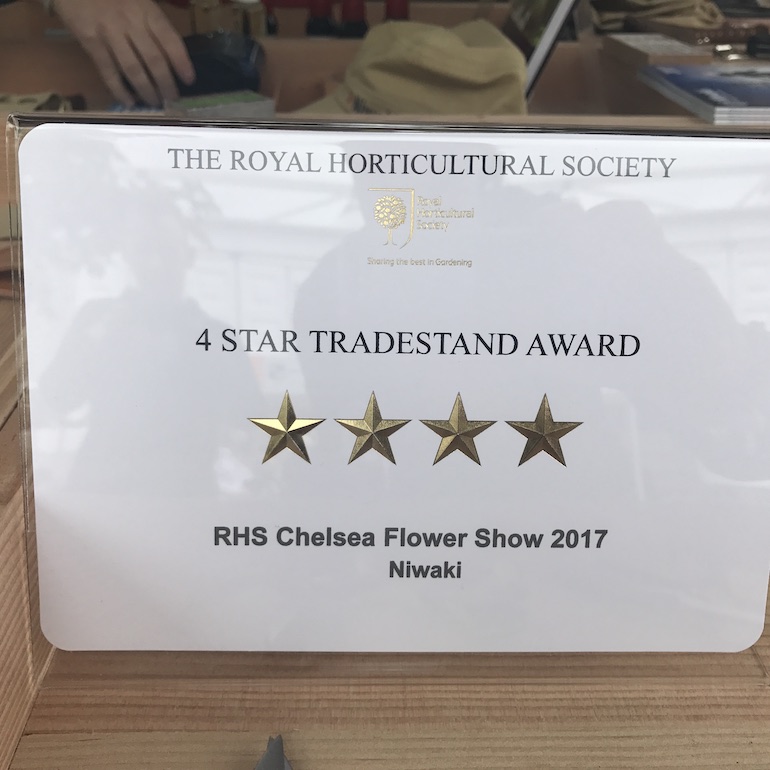 THE ROYAL HORTICULTURAL SOCIETY
Royal
Horticultural
Society
Sharing the best in Gardening
4 STAR TRADESTAND AWARD
RHS Chelsea Flower Show 2017
Niwaki